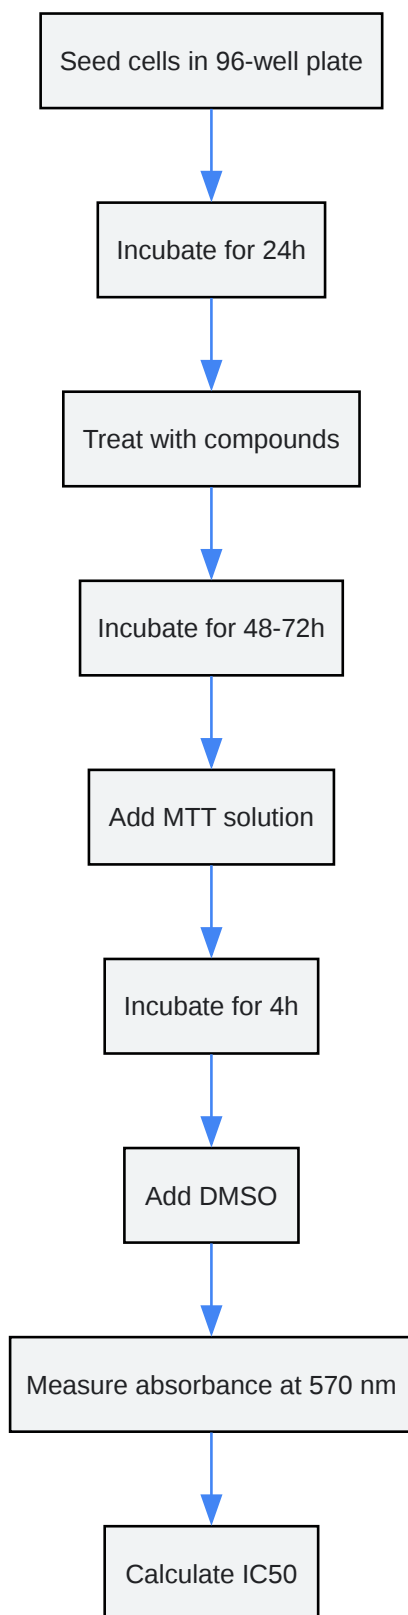 Seed cells in 96-well plate
Incubate for 24h
Treat with compounds
Incubate for 48-72h
Add MTT solution
Incubate for 4h
Add DMSO
Measure absorbance at 570 nm
Calculate IC50